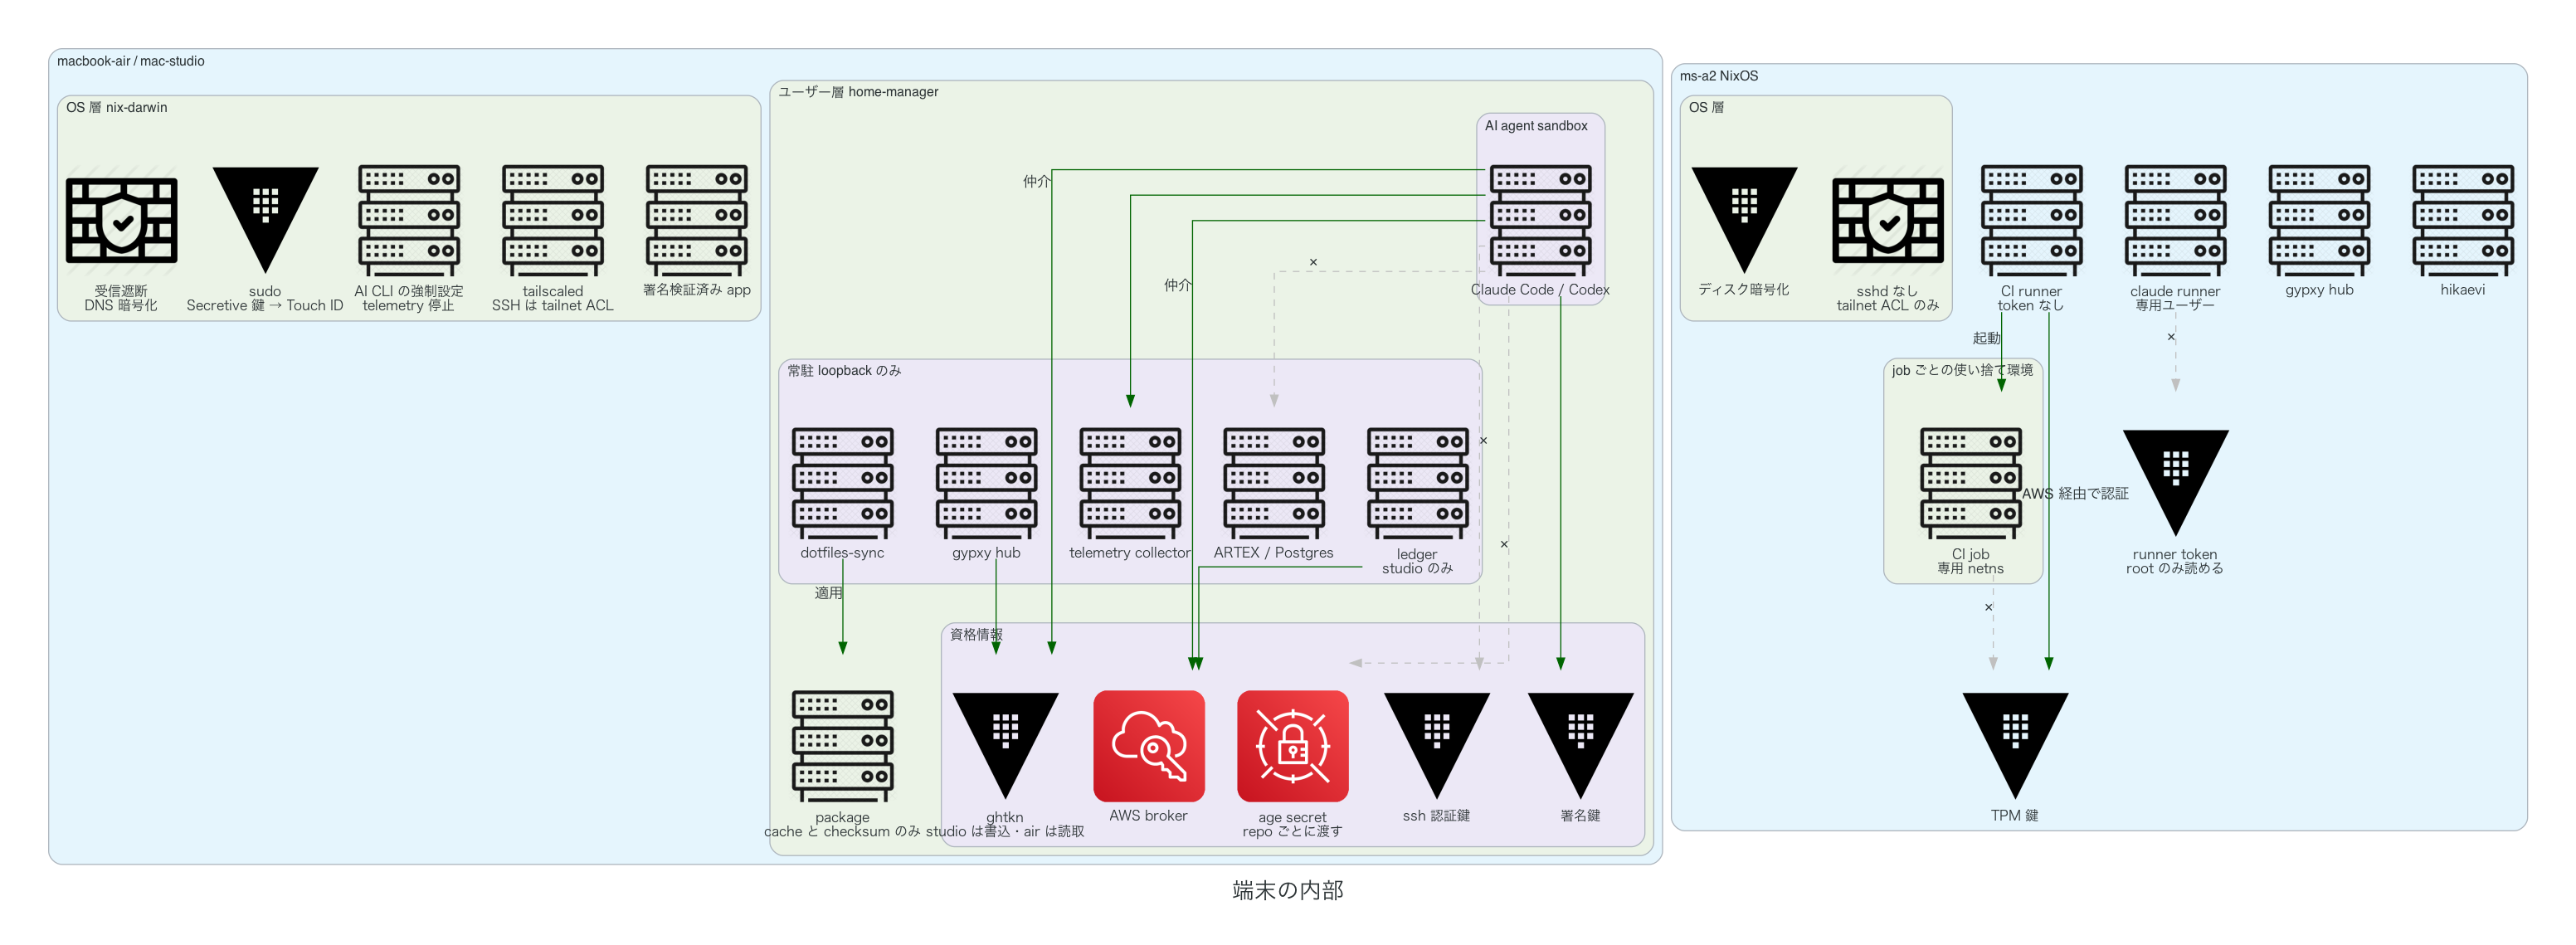 macbook-air / mac-studio
OS 層 nix-darwin
受信遮断
DNS 暗号化
sudo
Secretive 鍵 → Touch ID
AI CLI の強制設定
telemetry 停止
tailscaled
SSH は tailnet ACL
署名検証済み app
ユーザー層 home-manager
AI agent sandbox
Claude Code / Codex
仲介
仲介
×
×
×
常駐 loopback のみ
dotfiles-sync
gypxy hub
telemetry collector
ARTEX / Postgres
ledger
studio のみ
適用
資格情報
package
cache と checksum のみ
ghtkn
studio は書込・air は読取
AWS broker
age secret
repo ごとに渡す
ssh 認証鍵
署名鍵
ms-a2 NixOS
OS 層
ディスク暗号化
sshd なし
tailnet ACL のみ
CI runner
token なし
claude runner
専用ユーザー
gypxy hub
hikaevi
起動
×
job ごとの使い捨て環境
CI job
専用 netns
AWS 経由で認証
runner token
root のみ読める
×
TPM 鍵
端末の内部